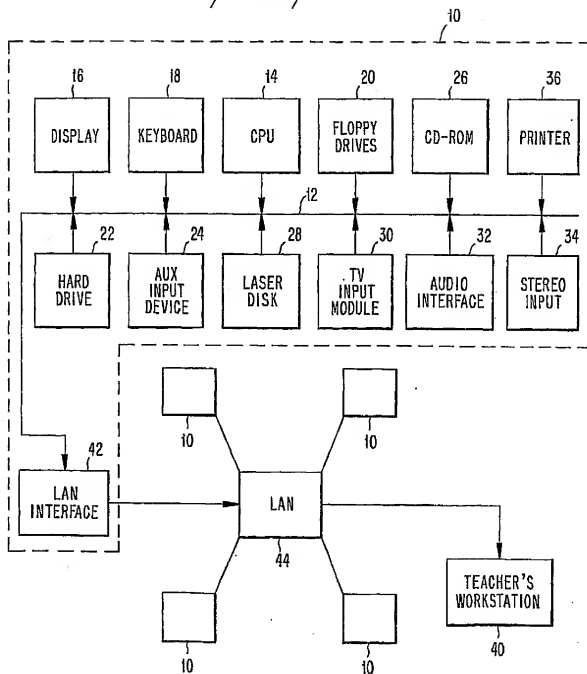 10
16
18
14
20
26
36
DISPLAY
KEYBOARD
CPU
FLOPPY
DRIVES
CD-ROM
PRINTER
12
22
24
28
30
32
34
HARD
DRIVE
AUX
INPUT
DEVICE
LASER
DISK
TV
INPUT
MODULE
AUDIO
INTERFACE
STEREO
INPUT
10
10
42
LAN
INTERFACE
LAN
44
TEACHER'S
WORKSTATION
40
10
10